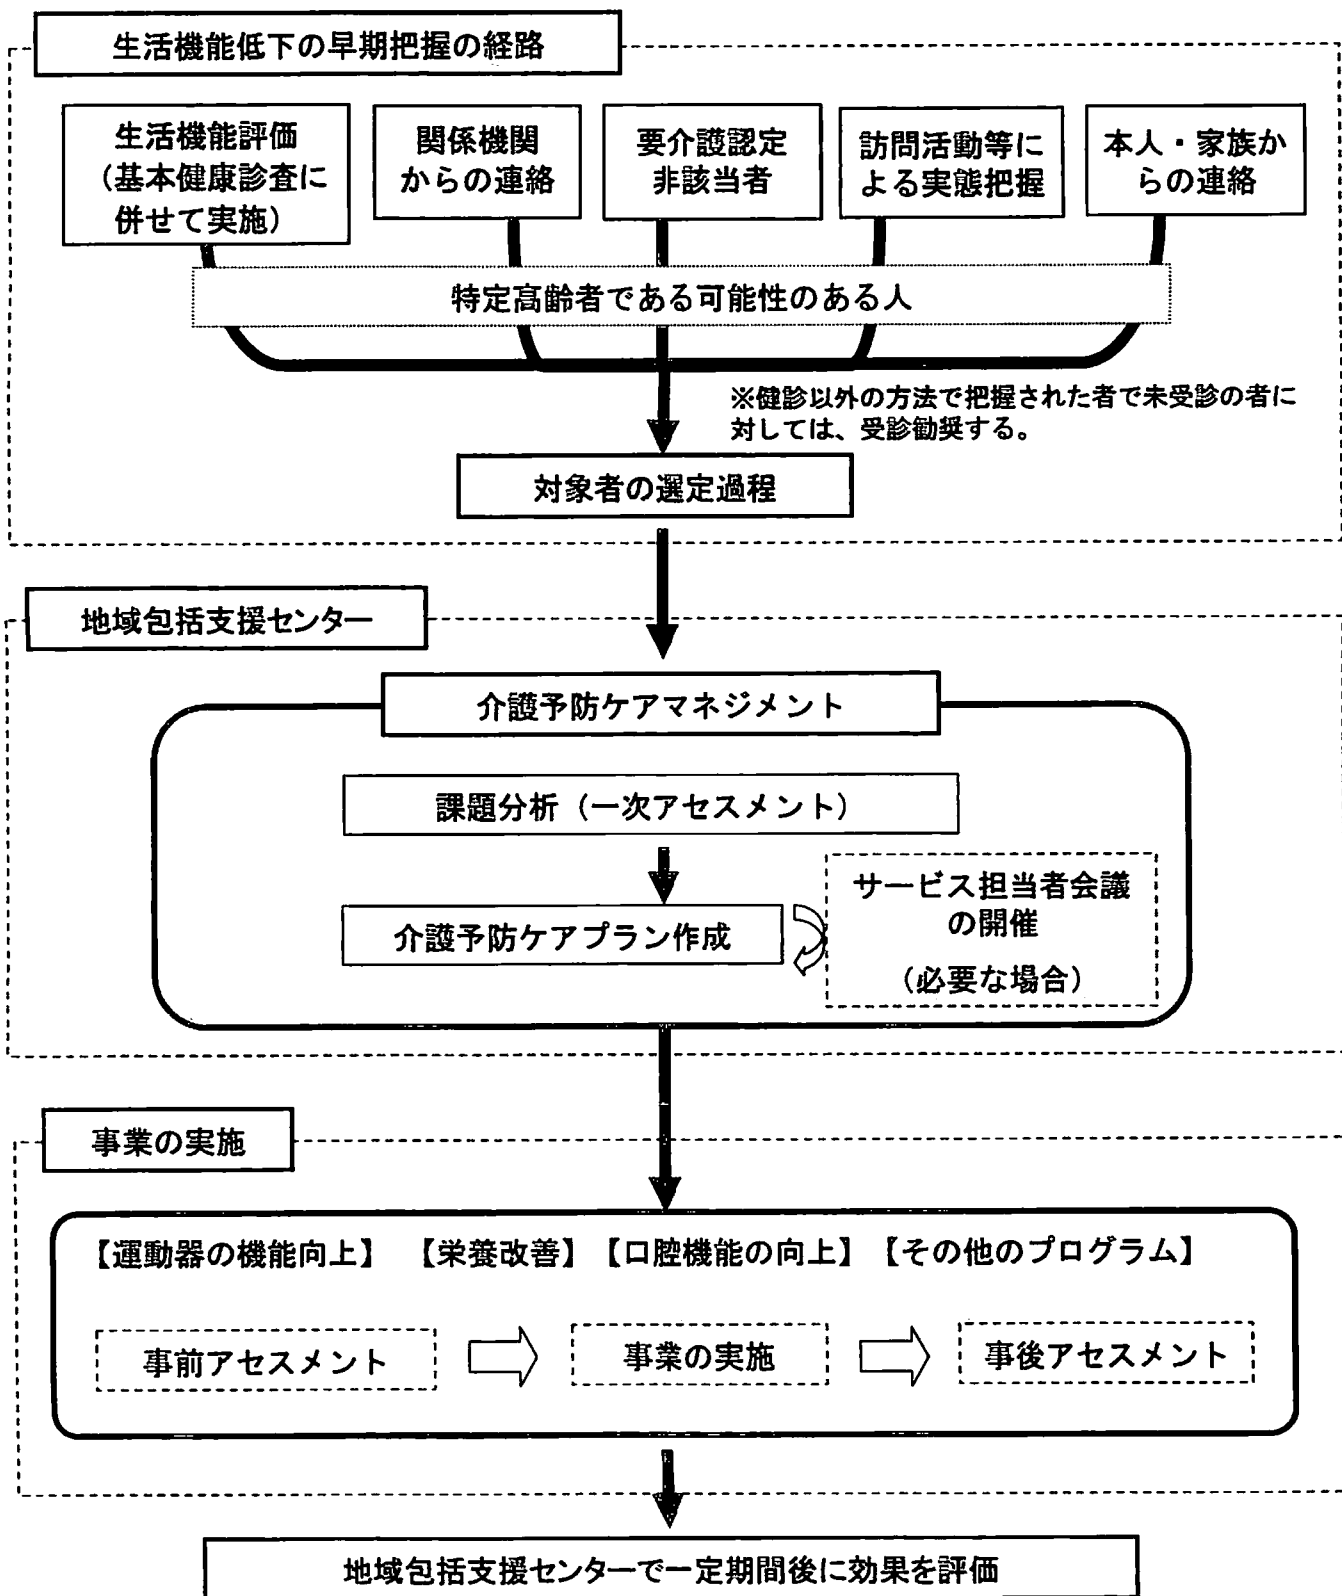 生活機能低下の早期把握の経路
生活機能評価
（基本健康診査に
併せて実施）
関係機関
からの連絡
要介護認定
非該当者
訪問活動等に
よる実態把握
本人・家族か
らの連絡
特定高齢者である可能性のある人
※健診以外の方法で把握された者で未受診の者に
対しては、受診勧奨する。
対象者の選定過程
地域包括支援センター
介護予防ケアマネジメント
課題分析（一次アセスメント）
介護予防ケアプラン作成
サービス担当者会議
の開催
（必要な場合）
事業の実施
【運動器の機能向上】 【栄養改善】 【口腔機能の向上】 【その他のプログラム】
事前アセスメント
事業の実施
事後アセスメント
地域包括支援センターで一定期間後に効果を評価